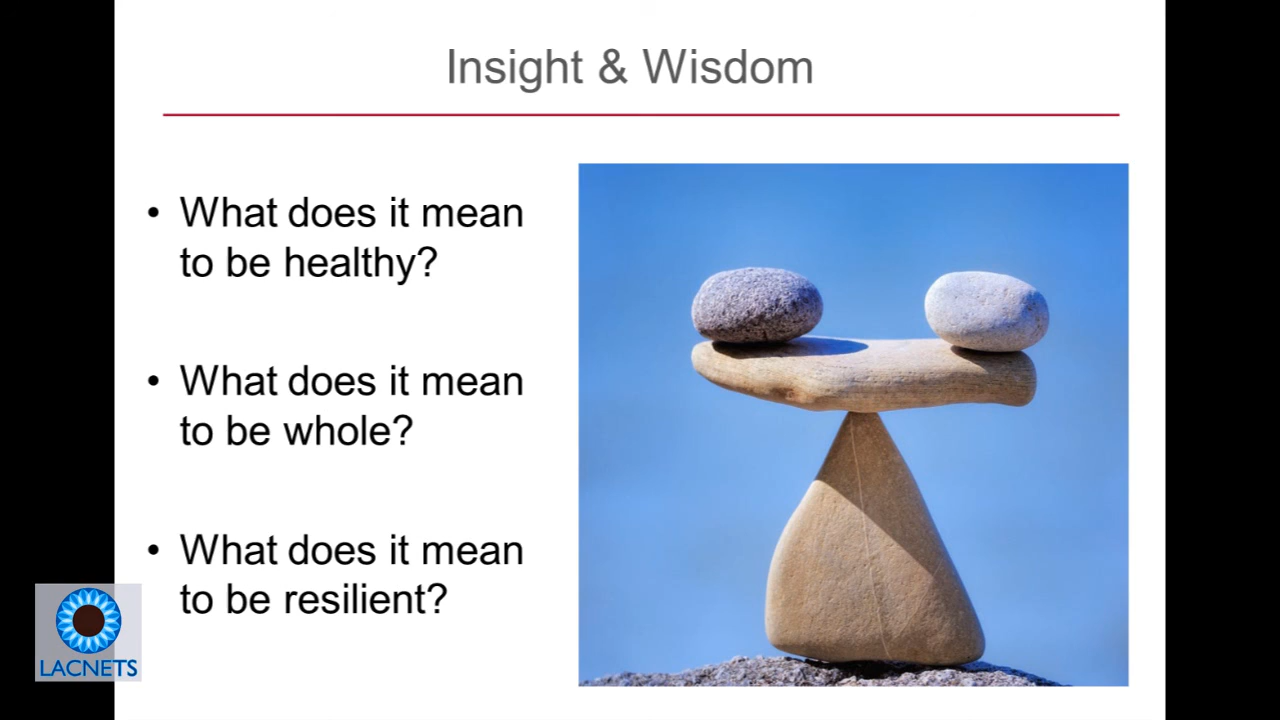 Insight & Wisdom
• What does it mean
to be healthy?
• What does it mean
to be whole?
• What does it mean
to be resilient?
LACNETS